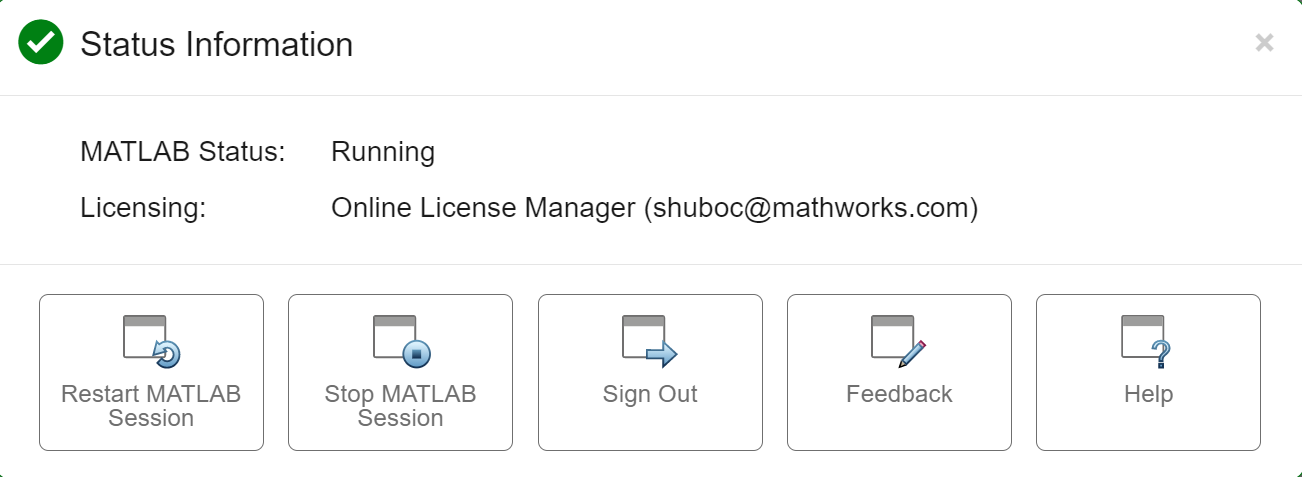 Status Information
MATLAB Status: Running
Licensing: Online License Manager (shuboc@mathworks.com)
Restart MATLAB
Session
Stop MATLAB
Session
Sign Out
Feedback
Help